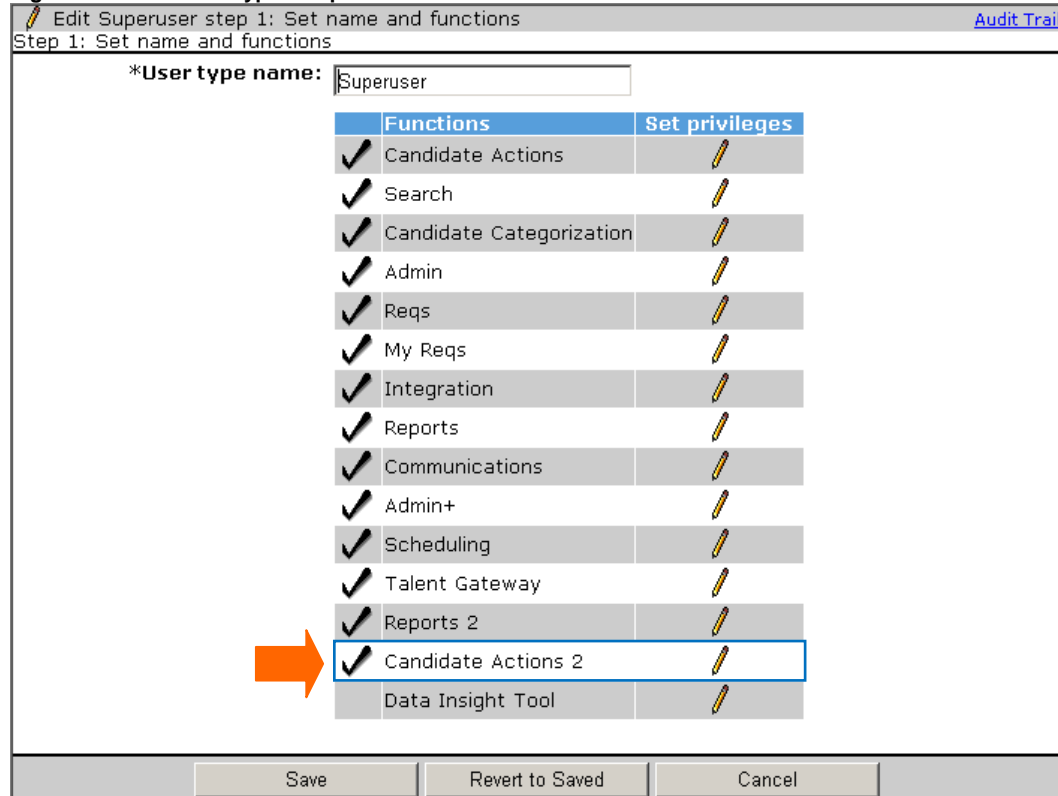 Edit Superuser step 1: Set name and functions Audit Trai
Step 1: Set name and functions
*User type name: Superuser
Functions Set privileges
Candidate Actions
Search
Candidate Categorization
Admin
Reqs
My Reqs
Integration
Reports
Communications
Admin+
Scheduling
Talent Gateway
Reports 2
Candidate Actions 2
Data Insight Tool
Save Revert to Saved Cancel